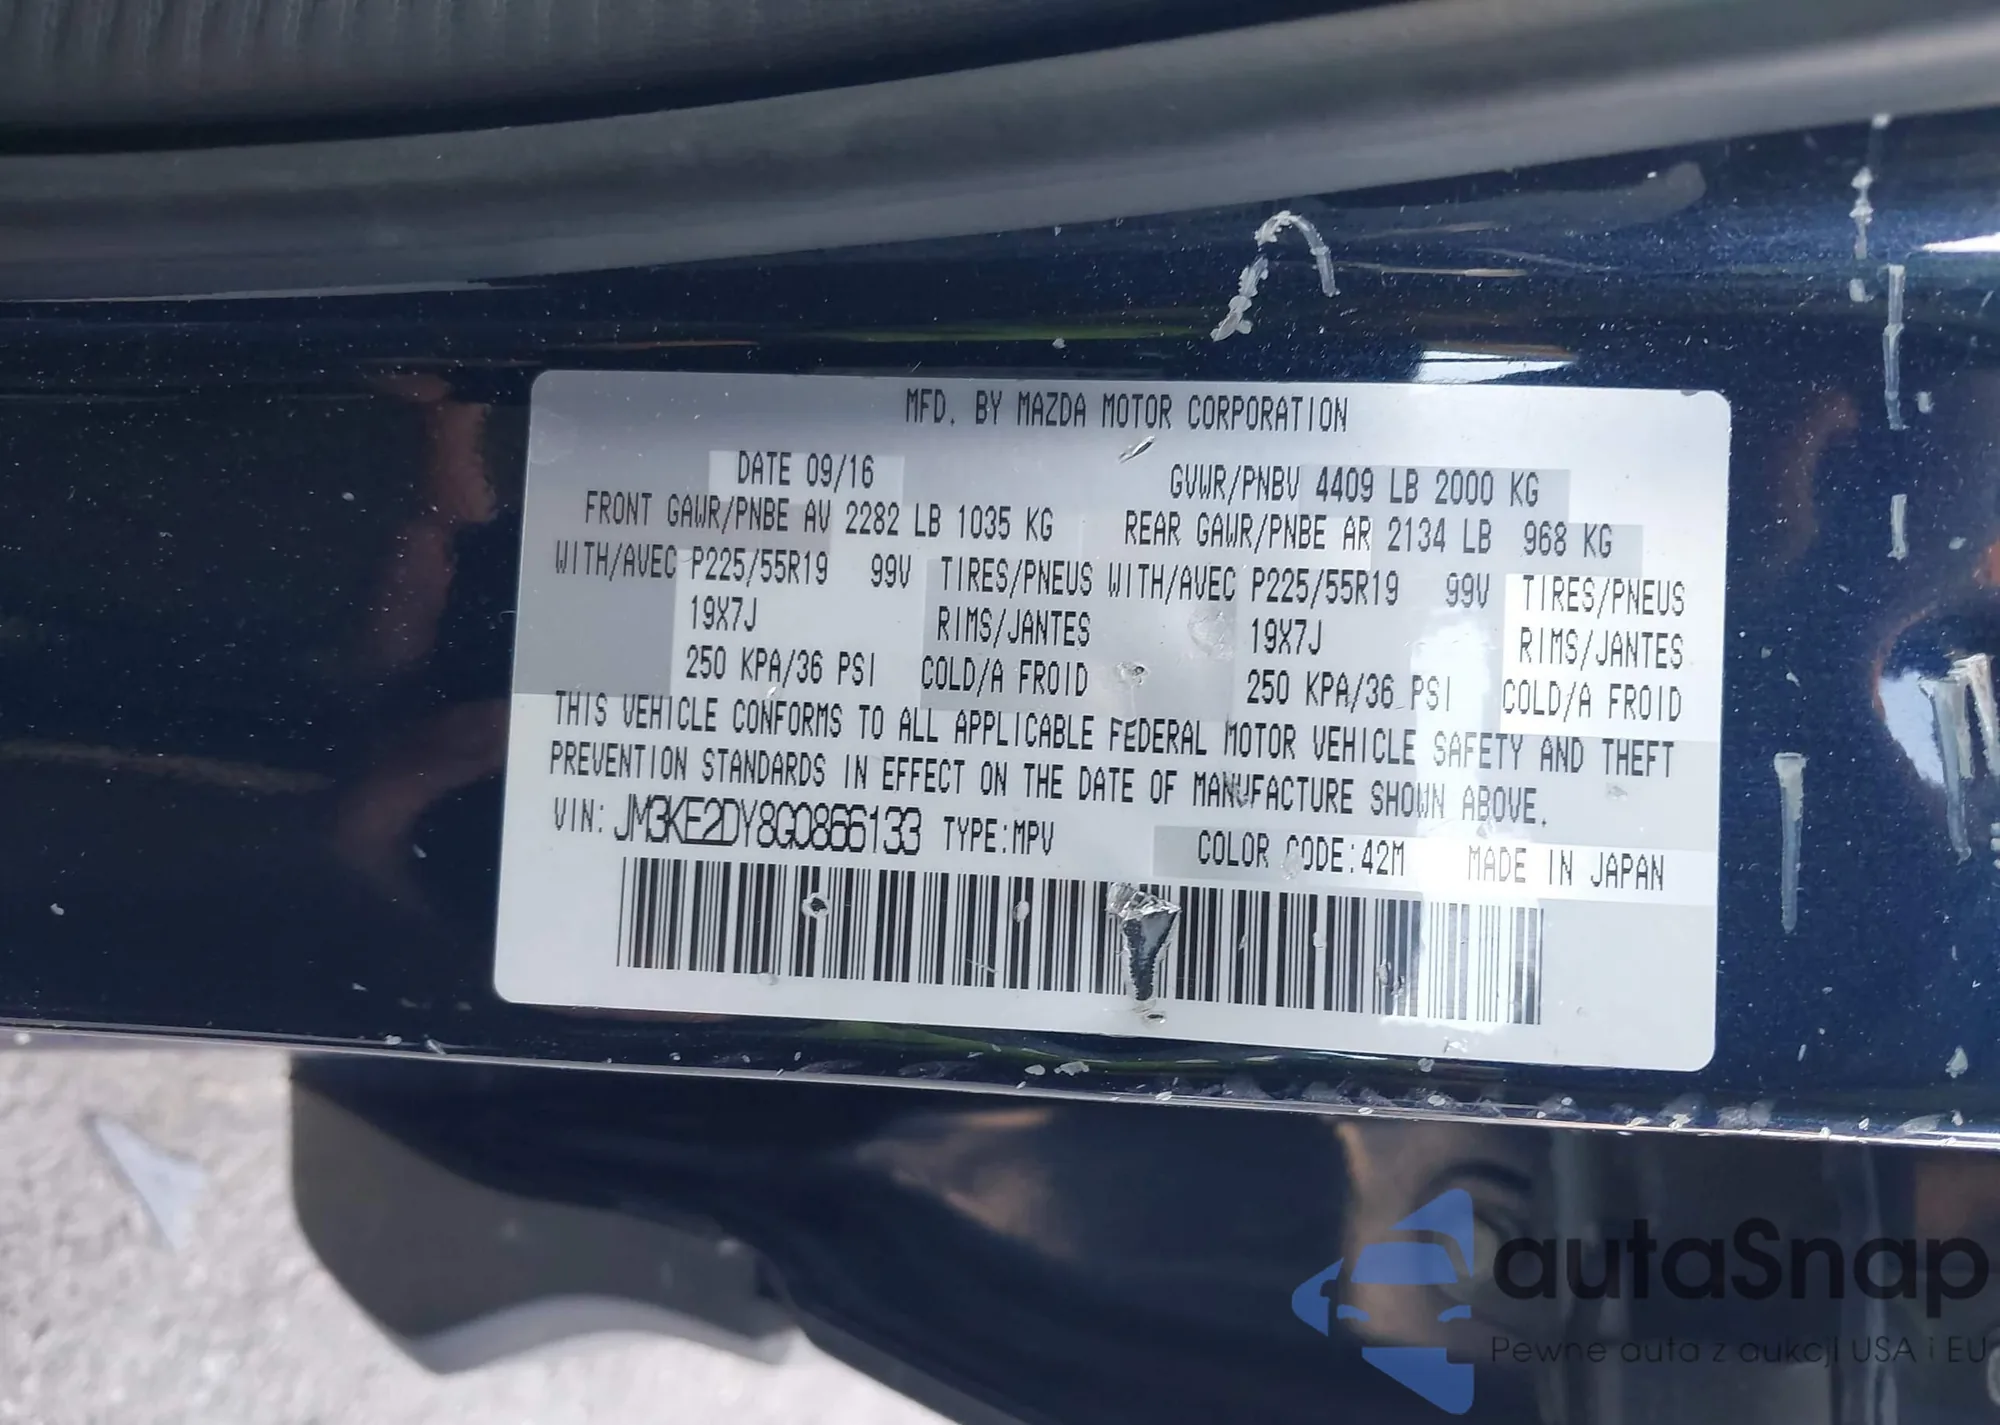 MFD. BY MAZDA MOTOR CORPORATION
DATE 09/16 GVWR/PNBV 4409 LB 2000 KG
FRONT GAWR/PNBE AV 2282 LB 1035 KG REAR GAWR/PNBE AR 2134 LB 968 KG
WITH/AVEC P225/55R19 99V TIRES/PNEUS WITH/AVEC P225/55R19 99V TIRES/PNEUS
19X7J RIMS/JANTES 19X7J RIMS/JANTES
250 KPA/36 PSI COLD/A FROID 250 KPA/36 PSI COLD/A FROID
THIS VEHICLE CONFORMS TO ALL APPLICABLE FEDERAL MOTOR VEHICLE SAFETY AND THEFT
PREVENTION STANDARDS IN EFFECT ON THE DATE OF MANUFACTURE SHOWN ABOVE.
VIN: JM3KE2DY8G0866133 TYPE:MPV COLOR CODE:42M MADE IN JAPAN
autaSnap
Pewne auta z aukcji USA i EU